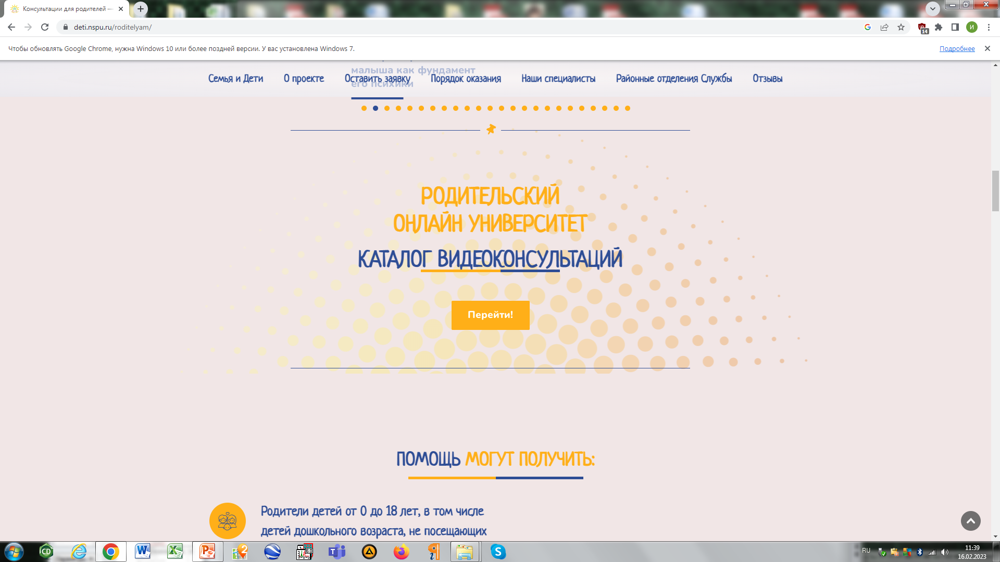 Консультации для родителей —
deti.nspu.ru/roditelyam/
14
И
Чтобы обновлять Google Chrome, нужна Windows 10 или более поздней версии. У вас установлена Windows 7.
Подробнее
малыша как фундамент
его психики
Семья и Дети
О проекте
Оставить заявку
Порядок оказания
Наши специалисты
Районные отделения Службы
Отзывы
РОДИТЕЛЬСКИЙ
ОНЛАЙН УНИВЕРСИТЕТ
КАТАЛОГ ВИДЕОКОНСУЛЬТАЦИЙ
Перейти!
ПОМОЩЬ МОГУТ ПОЛУЧИТЬ:
Родители детей от 0 до 18 лет, в том числе
детей дошкольного возраста, не посещающих
RU
11:39
16.02.2023